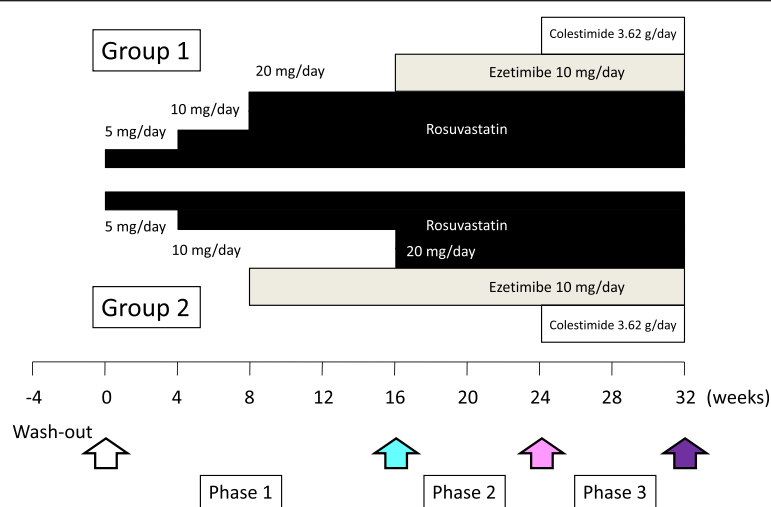 Colestimide 3.62 g/day
Group 1
20 mg/day
Ezetimibe 10 mg/day
10 mg/day
5 mg/day
Rosuvastatin
5 mg/day
Rosuvastatin
10 mg/day
20 mg/day
Ezetimibe 10 mg/day
Group 2
Colestimide 3.62 g/day
-4 0 4 8 12 16 20 24 28 32 (weeks)
Wash-out
Phase 1 Phase 2 Phase 3